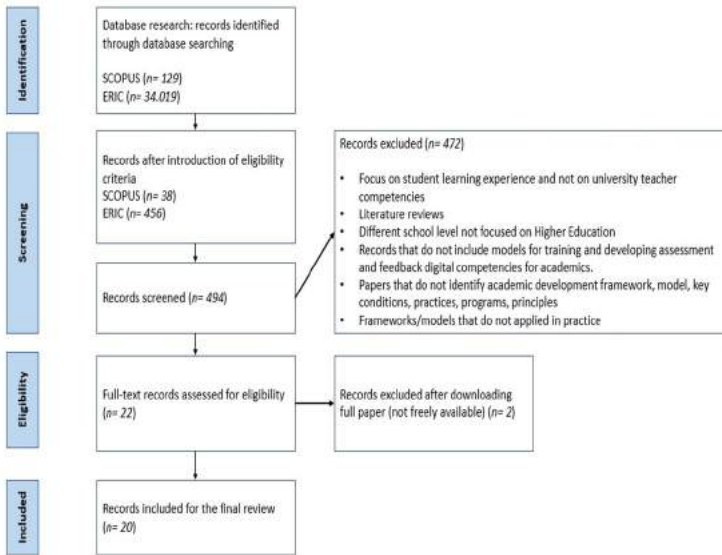 Identification
Database research: records identified
through database searching
SCOPUS (n= 129)
ERIC (n= 34.019)
Screening
Records after introduction of eligibility
criteria
SCOPUS (n= 38)
ERIC (n= 456)
Records screened (n= 494)
Records excluded (n= 472)
• Focus on student learning experience and not on university teacher
competencies
• Literature reviews
• Different school level not focused on Higher Education
• Records that do not include models for training and developing assessment
and feedback digital competencies for academics.
• Papers that do not identify academic development framework, model, key
conditions, practices, programs, principles
• Frameworks/models that do not applied in practice
Eligibility
Full-text records assessed for eligibility
(n= 22)
Records excluded after downloading
full paper (not freely available) (n= 2)
Included
Records included for the final review
(n= 20)